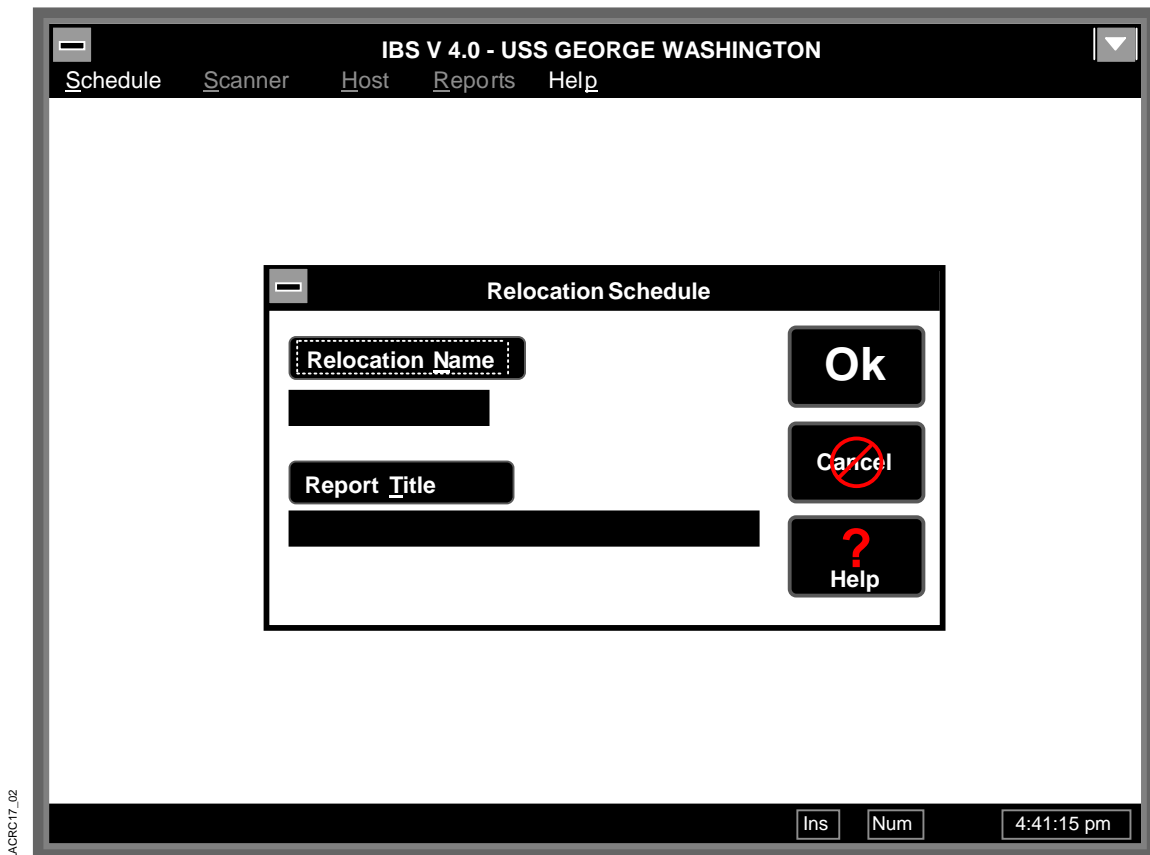 IBS V 4.0 - USS GEORGE WASHINGTON
Schedule Scanner Host Reports Help
Relocation Schedule
Relocation Name
Ok
Cancel
Report Title
?
Help
Ins Num 4:41:15 pm
ACRC17_02